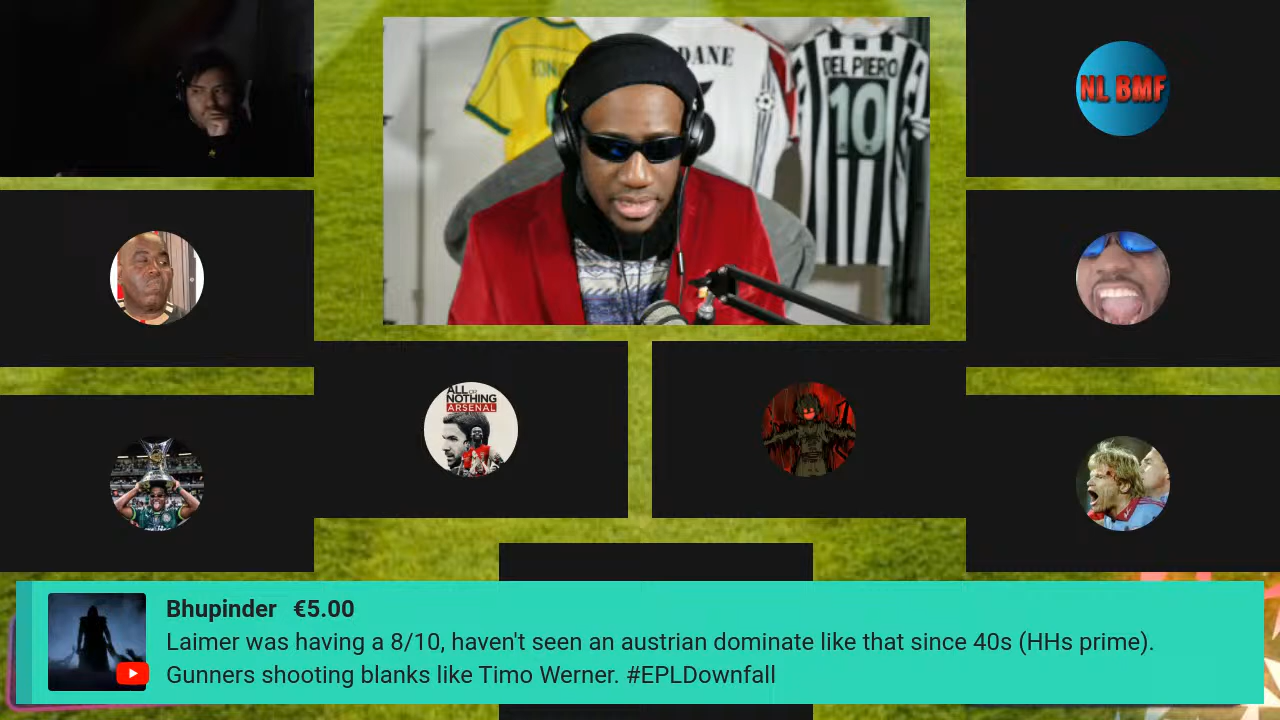 DANE
DEL PIERO
10
NL BMF
ALL OR
NOTHING
ARSENAL
Bhupinder €5.00
Laimer was having a 8/10, haven't seen an austrian dominate like that since 40s (HHs prime).
Gunners shooting blanks like Timo Werner. #EPLDownfall